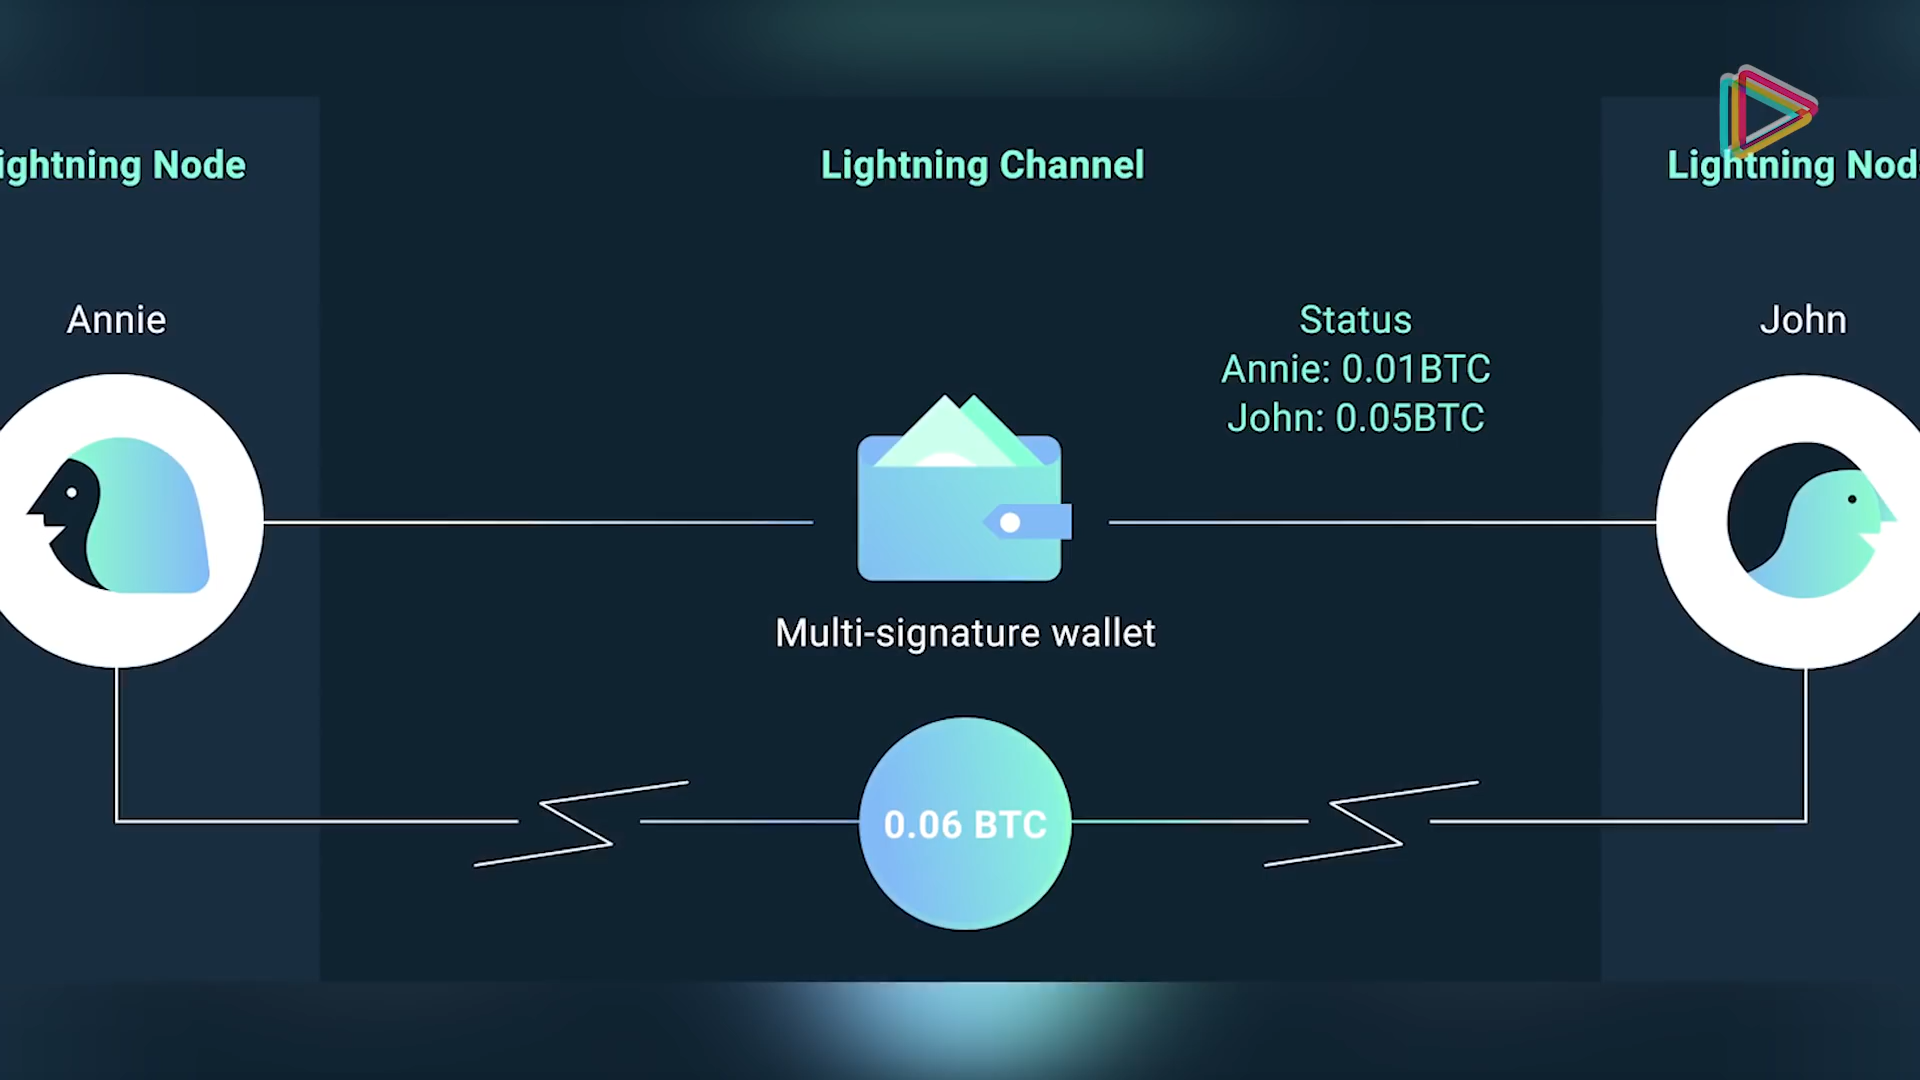 ightning Node
Lightning Channel
Lightning Nod
Annie
Status
Annie: 0.01BTC
John: 0.05BTC
John
Multi-signature wallet
0.06 BTC